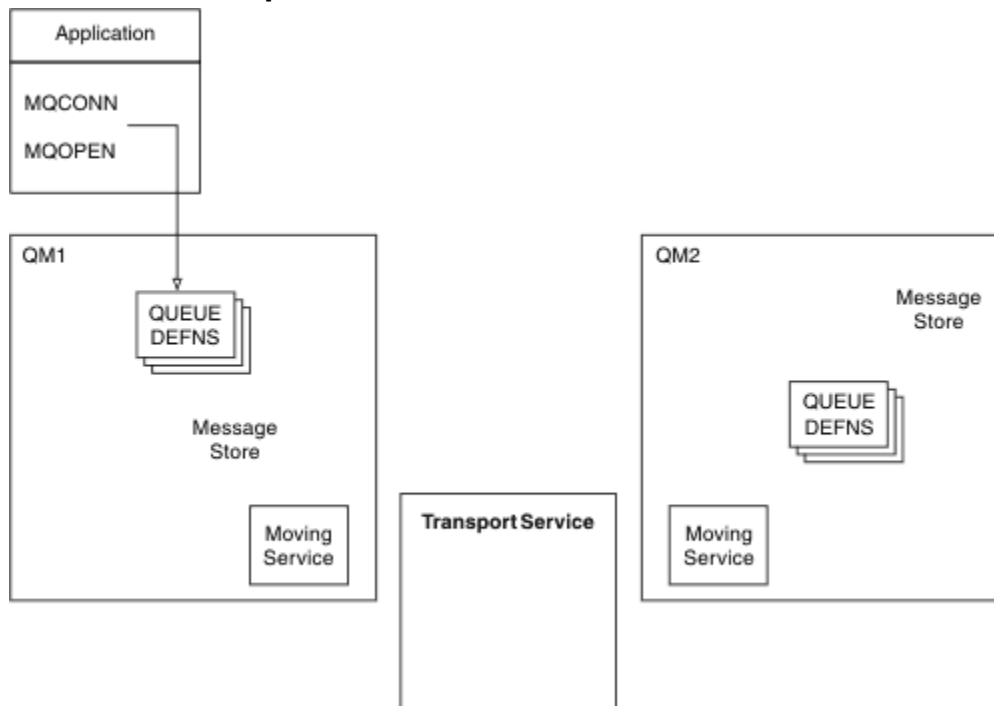 Application
MQCONN
MQOPEN
QM1
QUEUE
DEFNS
Message
Store
Moving
Service
Transport Service
QM2
Message
Store
QUEUE
DEFNS
Moving
Service